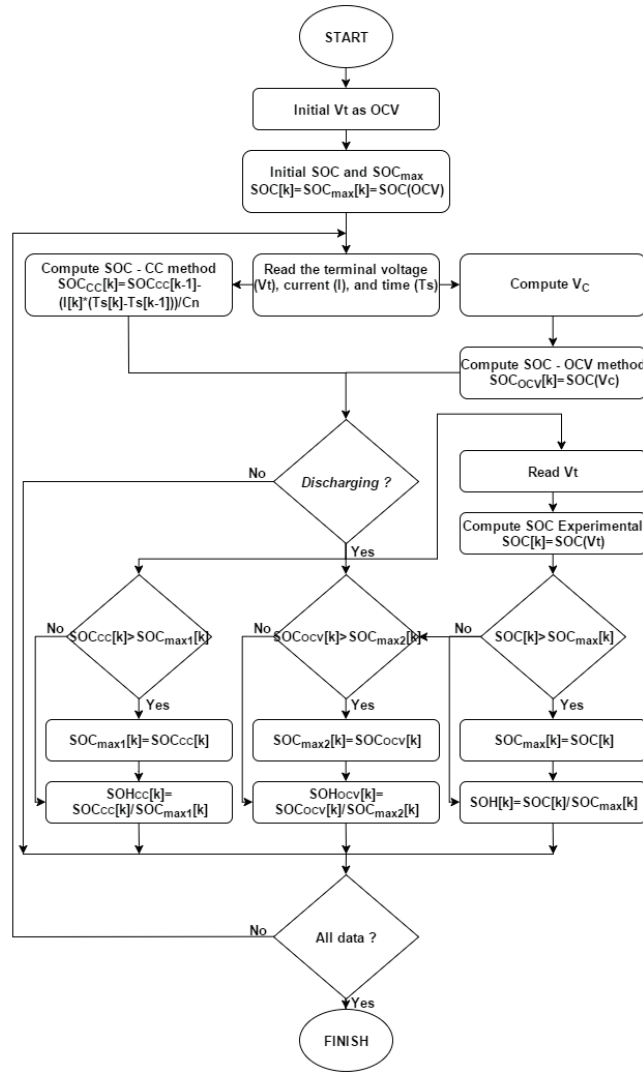 START
Initial Vt as OCV
Initial SOC and SOCmax
SOC[k]=SOCmax[k]=SOC(OCV)
Compute SOC - CC method
SOCCC[k]=SOCCC[k-1]-
(I[k]*(Ts[k]-Ts[k-1]))/Cn
Read the terminal voltage
(Vt), current (I), and time (Ts)
Compute VC
Compute SOC - OCV method
SOCOCV[k]=SOC(Vc)
No
Discharging ?
Yes
Read Vt
Compute SOC Experimental
SOC[k]=SOC(Vt)
No
SOCCC[k]>SOCmax1[k]
Yes
No
SOCOCV[k]>SOCmax2[k]
Yes
No
SOC[k]>SOCmax[k]
Yes
SOCmax1[k]=SOCCC[k]
SOCmax2[k]=SOCOCV[k]
SOCmax[k]=SOC[k]
SOHCC[k]=
SOCCC[k]/SOCmax1[k]
SOHOCV[k]=
SOCOCV[k]/SOCmax2[k]
SOH[k]=SOC[k]/SOCmax[k]
No
All data ?
Yes
FINISH